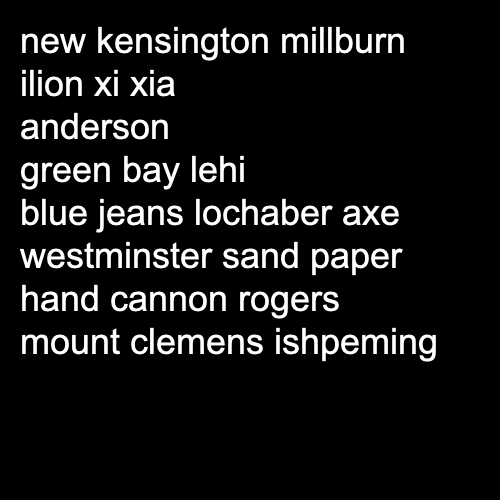 new kensington millburn
ilion xi xia
anderson
green bay lehi
blue jeans lochaber axe
westminster sand paper
hand cannon rogers
mount clemens ishpeming